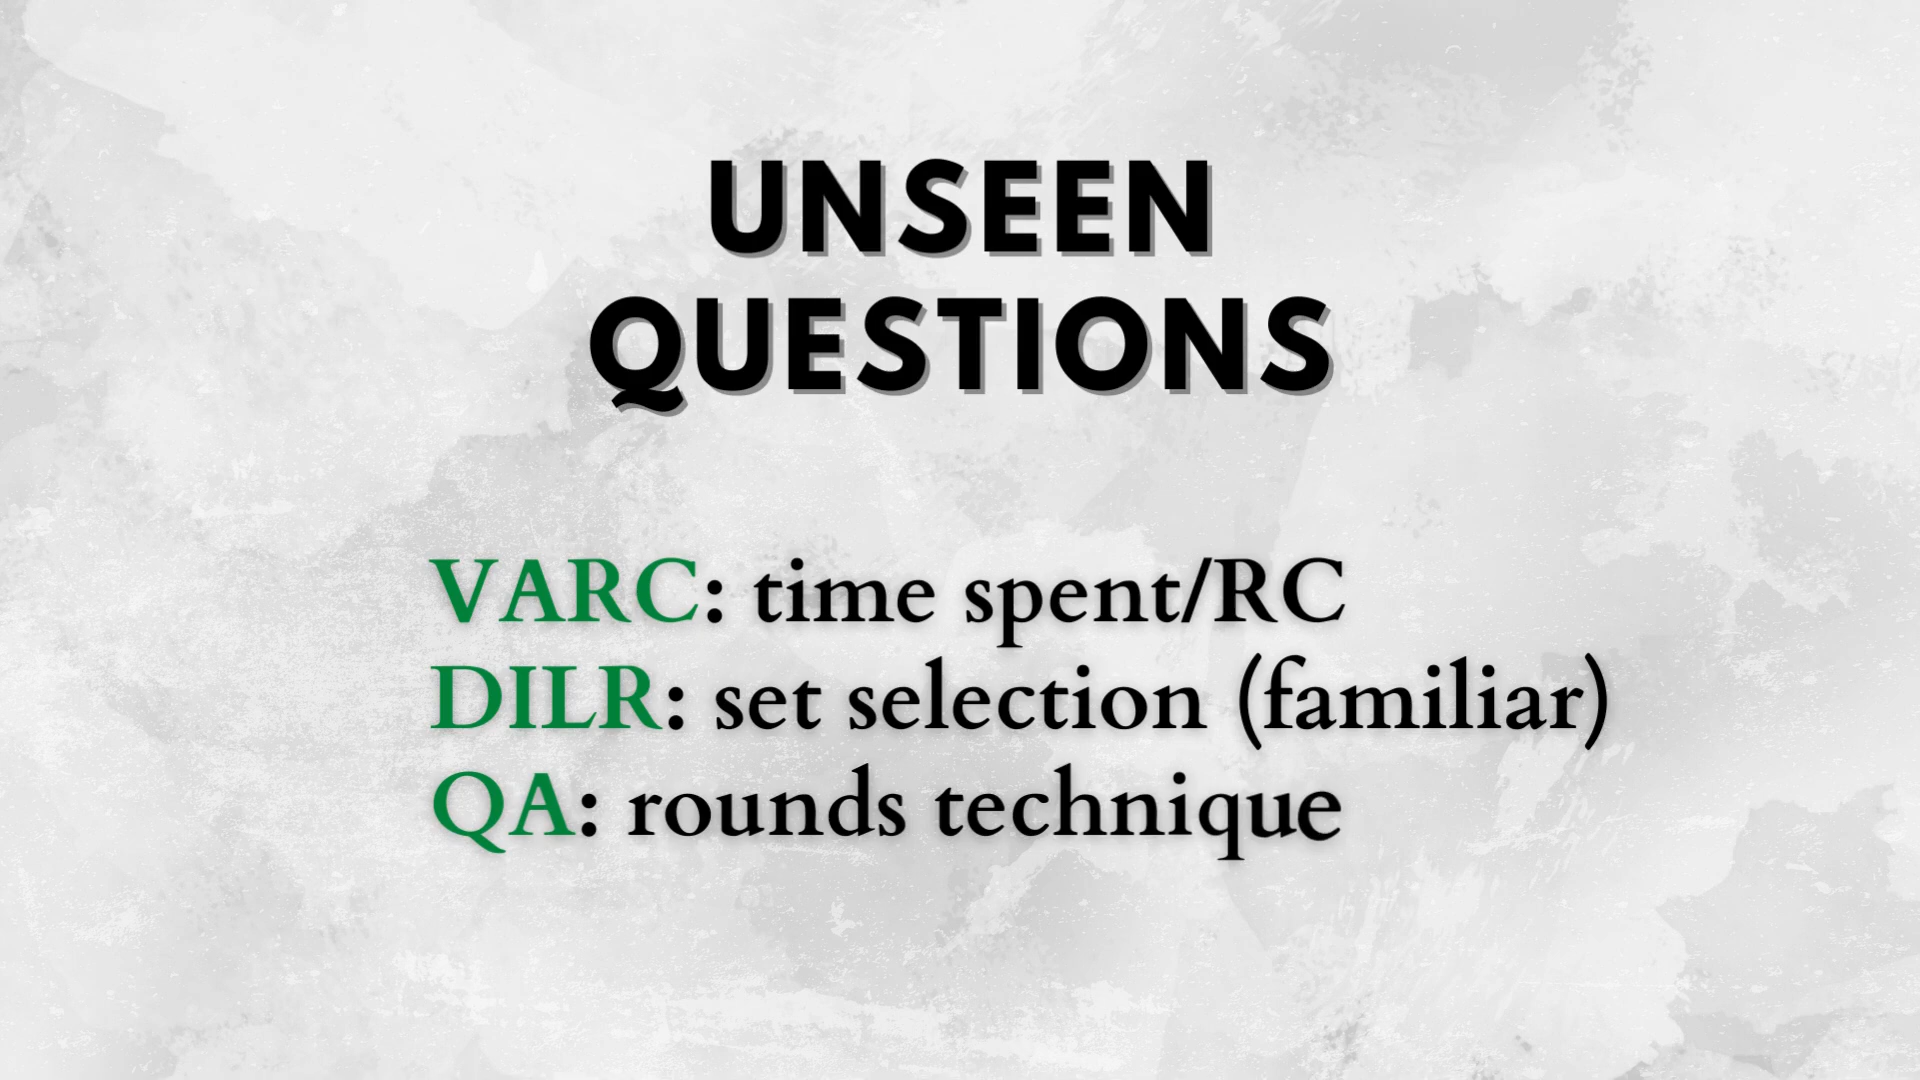 UNSEEN
QUESTIONS
VARC: time spent/RC
DILR: set selection (familiar)
QA: rounds technique